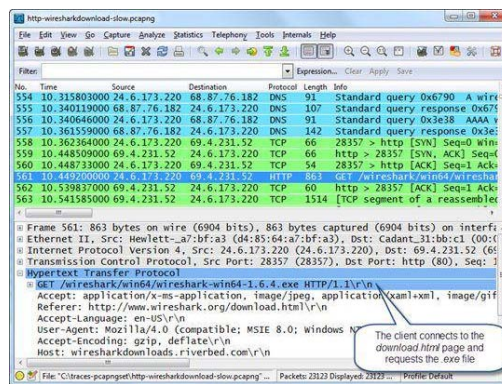 http-wiresharkdownload-slow.pcapng
File Edit View Go Capture Analyze Statistics Telephony Tools Internals Help
Filter: Expression... Clear Apply Save
No. Time Source Destination Protocol Length Info
554 10.315803000 24.6.173.220 68.87.76.182 DNS 91 Standard query 0x6790 A wire
555 10.340119000 68.87.76.182 24.6.173.220 DNS 107 Standard query response 0x679
556 10.340646000 24.6.173.220 68.87.76.182 DNS 91 Standard query 0x3e38 AAAA w
557 10.361559000 68.87.76.182 24.6.173.220 DNS 142 Standard query response 0x3e
558 10.362364000 24.6.173.220 69.4.231.52 TCP 66 28357 > http [SYN] Seq=0 Win=
559 10.448509000 69.4.231.52 24.6.173.220 TCP 66 http > 28357 [SYN, ACK] Seq=0
560 10.448733000 24.6.173.220 69.4.231.52 TCP 54 28357 > http [ACK] Seq=1 Ack=
561 10.449200000 24.6.173.220 69.4.231.52 HTTP 863 GET /wireshark/win64/wireshar
562 10.539837000 69.4.231.52 24.6.173.220 TCP 60 http > 28357 [ACK] Seq=1 Ack=
563 10.541585000 69.4.231.52 24.6.173.220 TCP 1514 [TCP segment of a reassembled
Frame 561: 863 bytes on wire (6904 bits), 863 bytes captured (6904 bits) on interfa
Ethernet II, Src: Hewlett-_a7:bf:a3 (d4:85:64:a7:bf:a3), Dst: Cadant_31:bb:c1 (00:0
Internet Protocol Version 4, Src: 24.6.173.220 (24.6.173.220), Dst: 69.4.231.52 (69
Transmission Control Protocol, Src Port: 28357 (28357), Dst Port: http (80), Seq: 1
Hypertext Transfer Protocol
GET /wireshark/win64/wireshark-win64-1.6.4.exe HTTP/1.1\r\n
Accept: application/x-ms-application, image/jpeg, application/xaml+xml, image/gif
Referer: http://www.wireshark.org/download.html\r\n
Accept-Language: en-US\r\n
User-Agent: Mozilla/4.0 (compatible; MSIE 8.0; Windows N
Accept-Encoding: gzip, deflate\r\n
Host: wiresharkdownloads.riverbed.com\r\n
The client connects to the
download.html page and
requests the .exe file
File: "C:\traces-pcapngset\http-wiresharkdownload-slow.pcapng" ... Packets: 23123 Displayed: 23123 ... Profile: Default